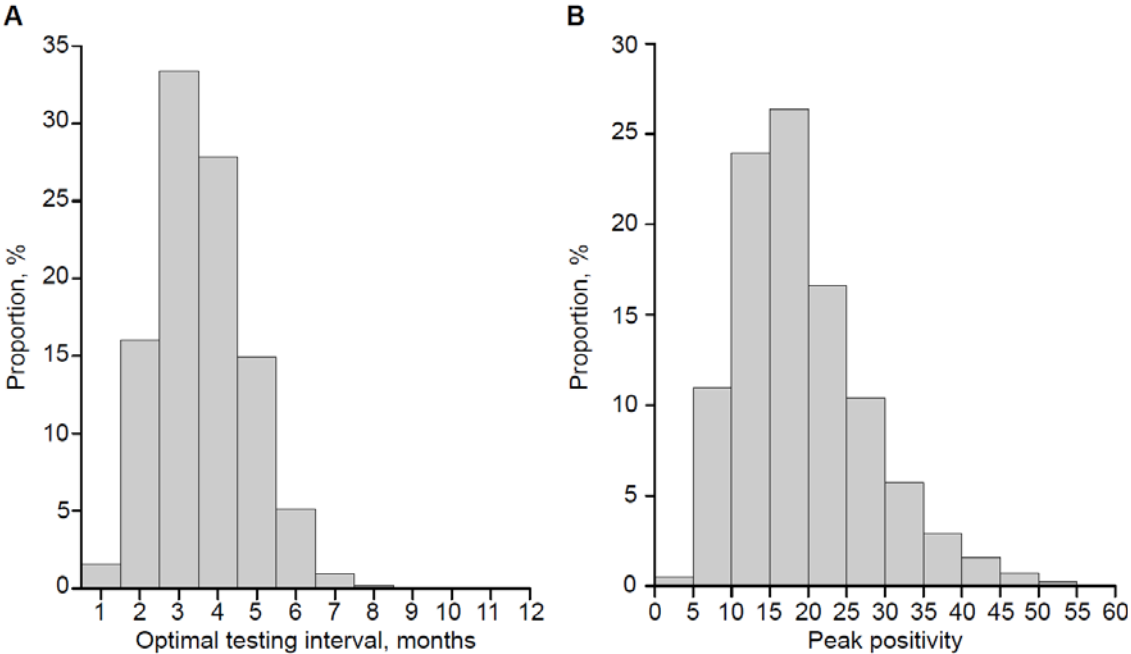 A
Proportion, %
35
30
25
20
15
10
5
0
1 2 3 4 5 6 7 8 9 10 11 12
Optimal testing interval, months
B
Proportion, %
30
25
20
15
10
5
0
0 5 10 15 20 25 30 35 40 45 50 55 60
Peak positivity